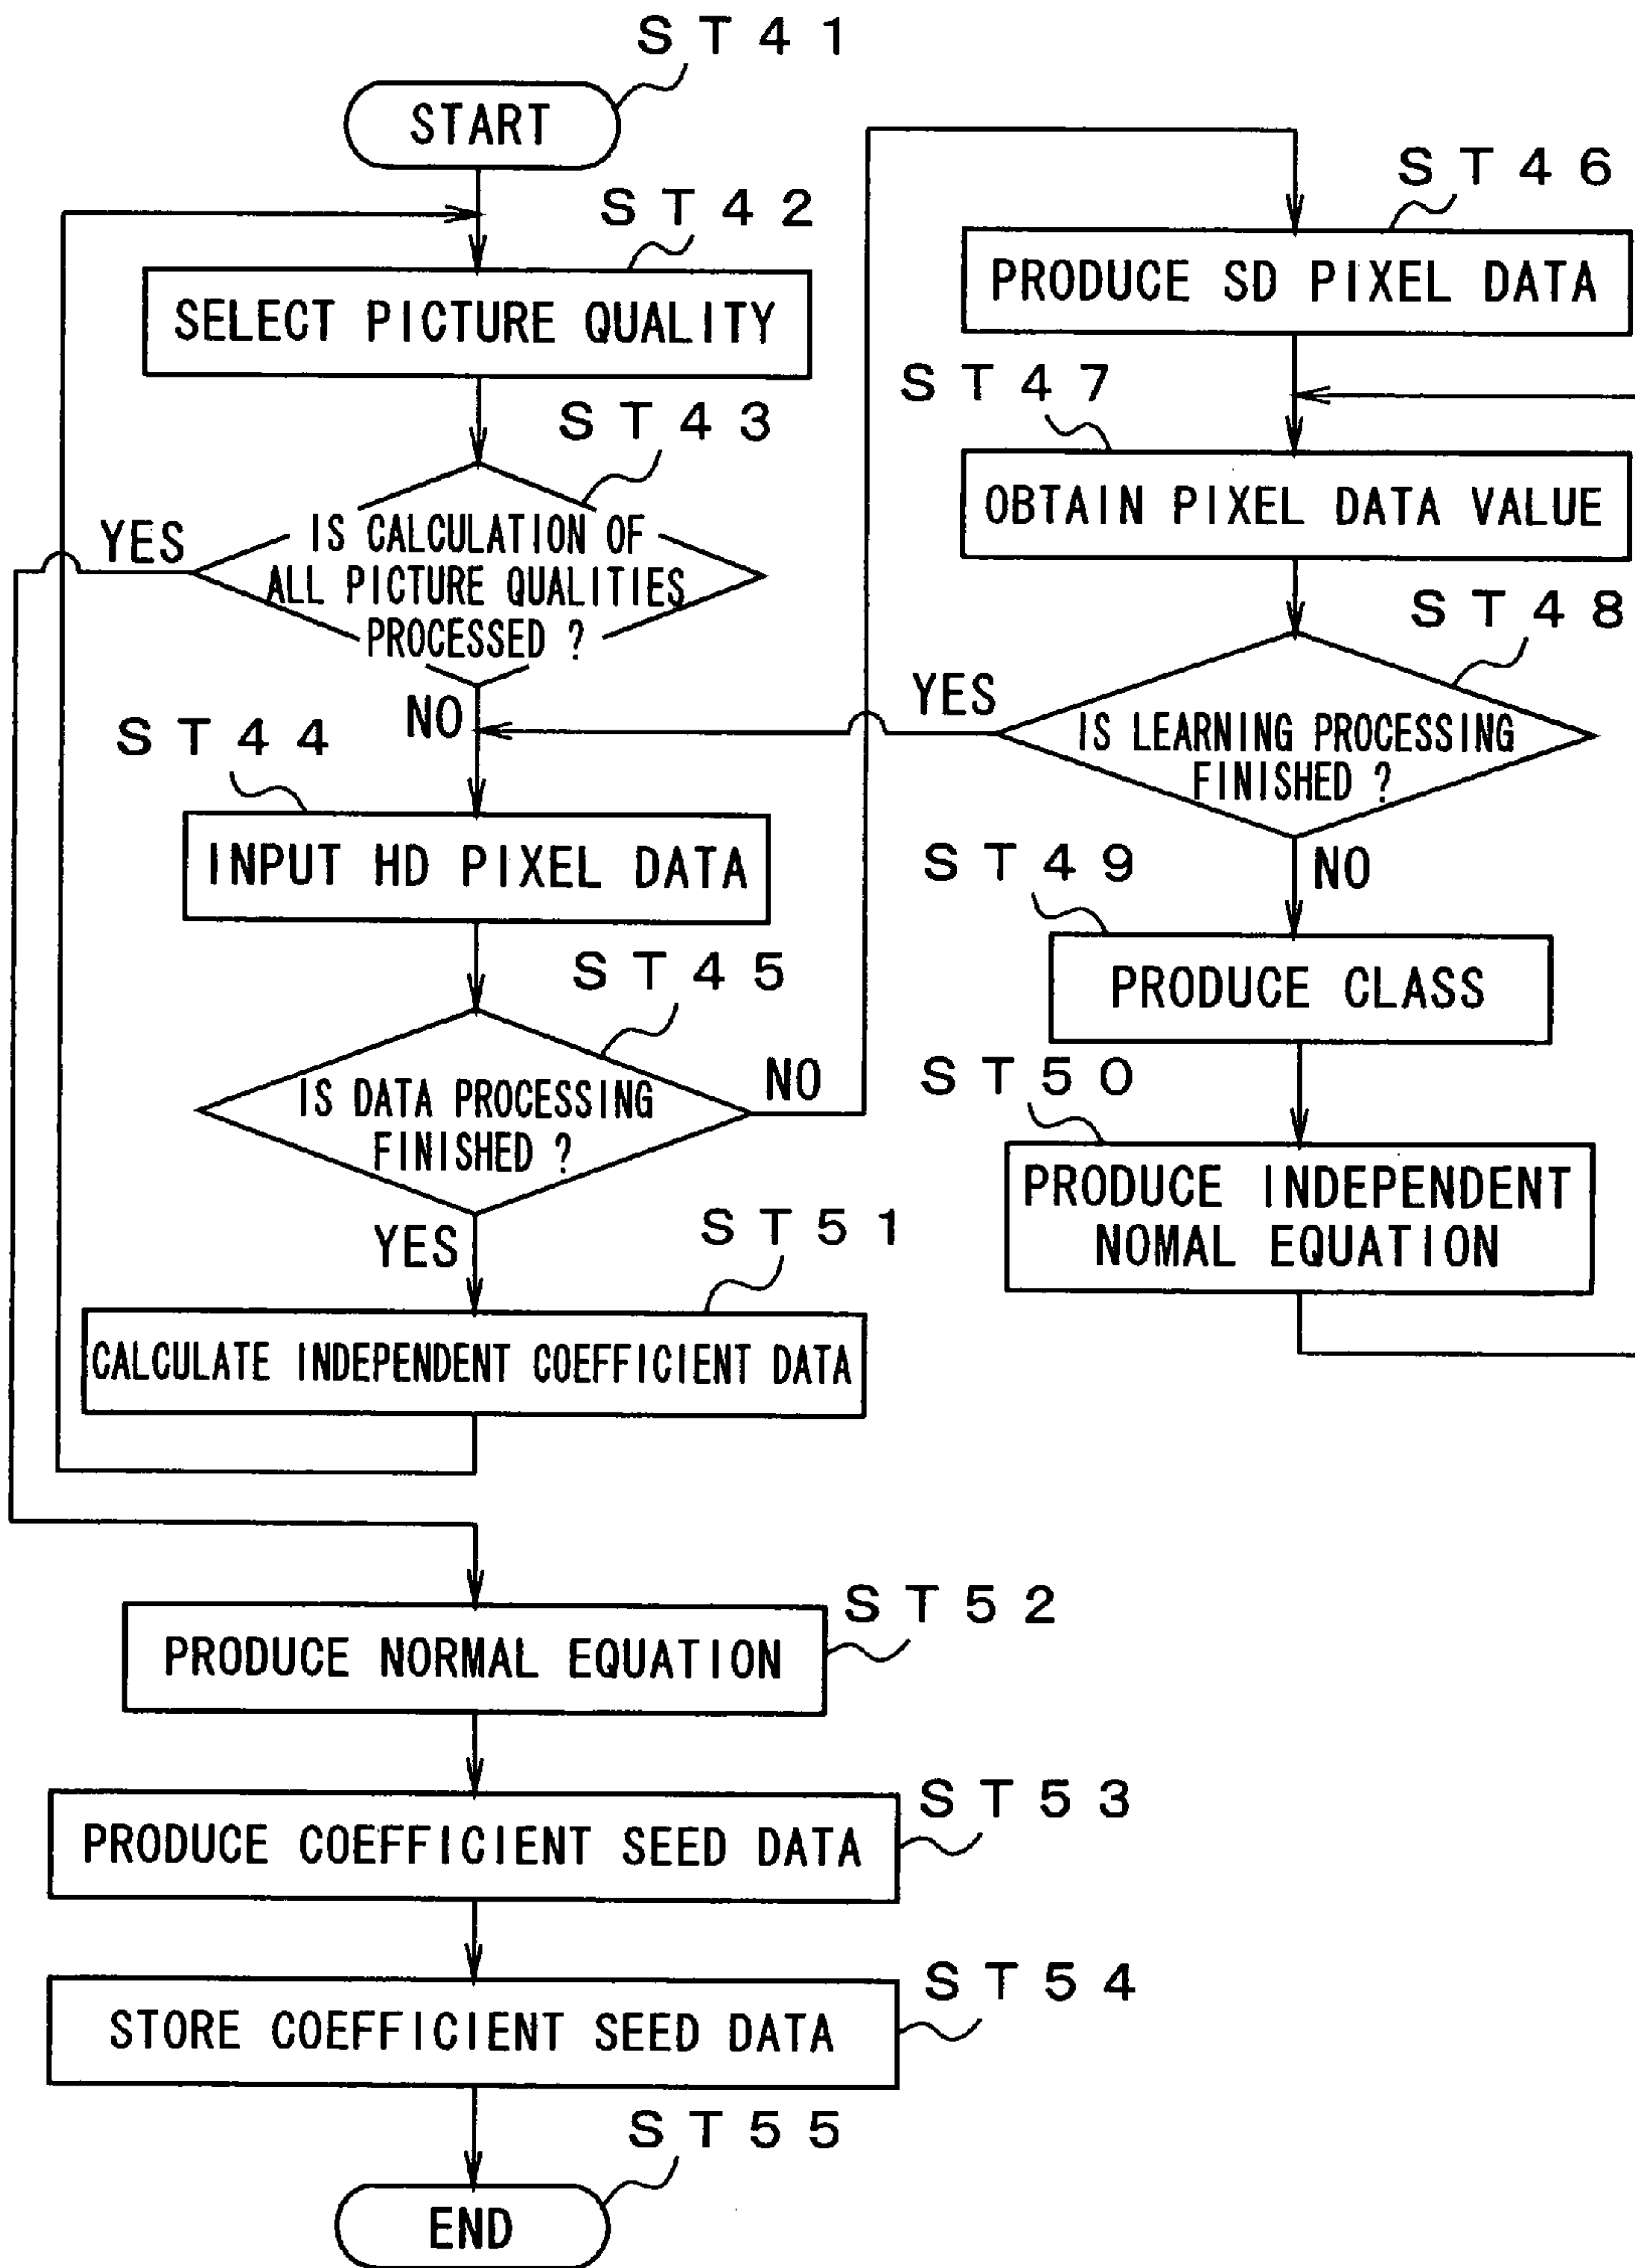 ST41
START
ST42
SELECT PICTURE QUALITY
ST43
YES
IS CALCULATION OF
ALL PICTURE QUALITIES
PROCESSED ?
NO
ST44
INPUT HD PIXEL DATA
ST45
IS DATA PROCESSING
FINISHED ?
NO
YES
ST51
CALCULATE INDEPENDENT COEFFICIENT DATA
ST46
PRODUCE SD PIXEL DATA
ST47
OBTAIN PIXEL DATA VALUE
ST48
YES
IS LEARNING PROCESSING
FINISHED ?
NO
ST49
PRODUCE CLASS
ST50
PRODUCE INDEPENDENT
NOMAL EQUATION
ST52
PRODUCE NORMAL EQUATION
ST53
PRODUCE COEFFICIENT SEED DATA
ST54
STORE COEFFICIENT SEED DATA
ST55
END